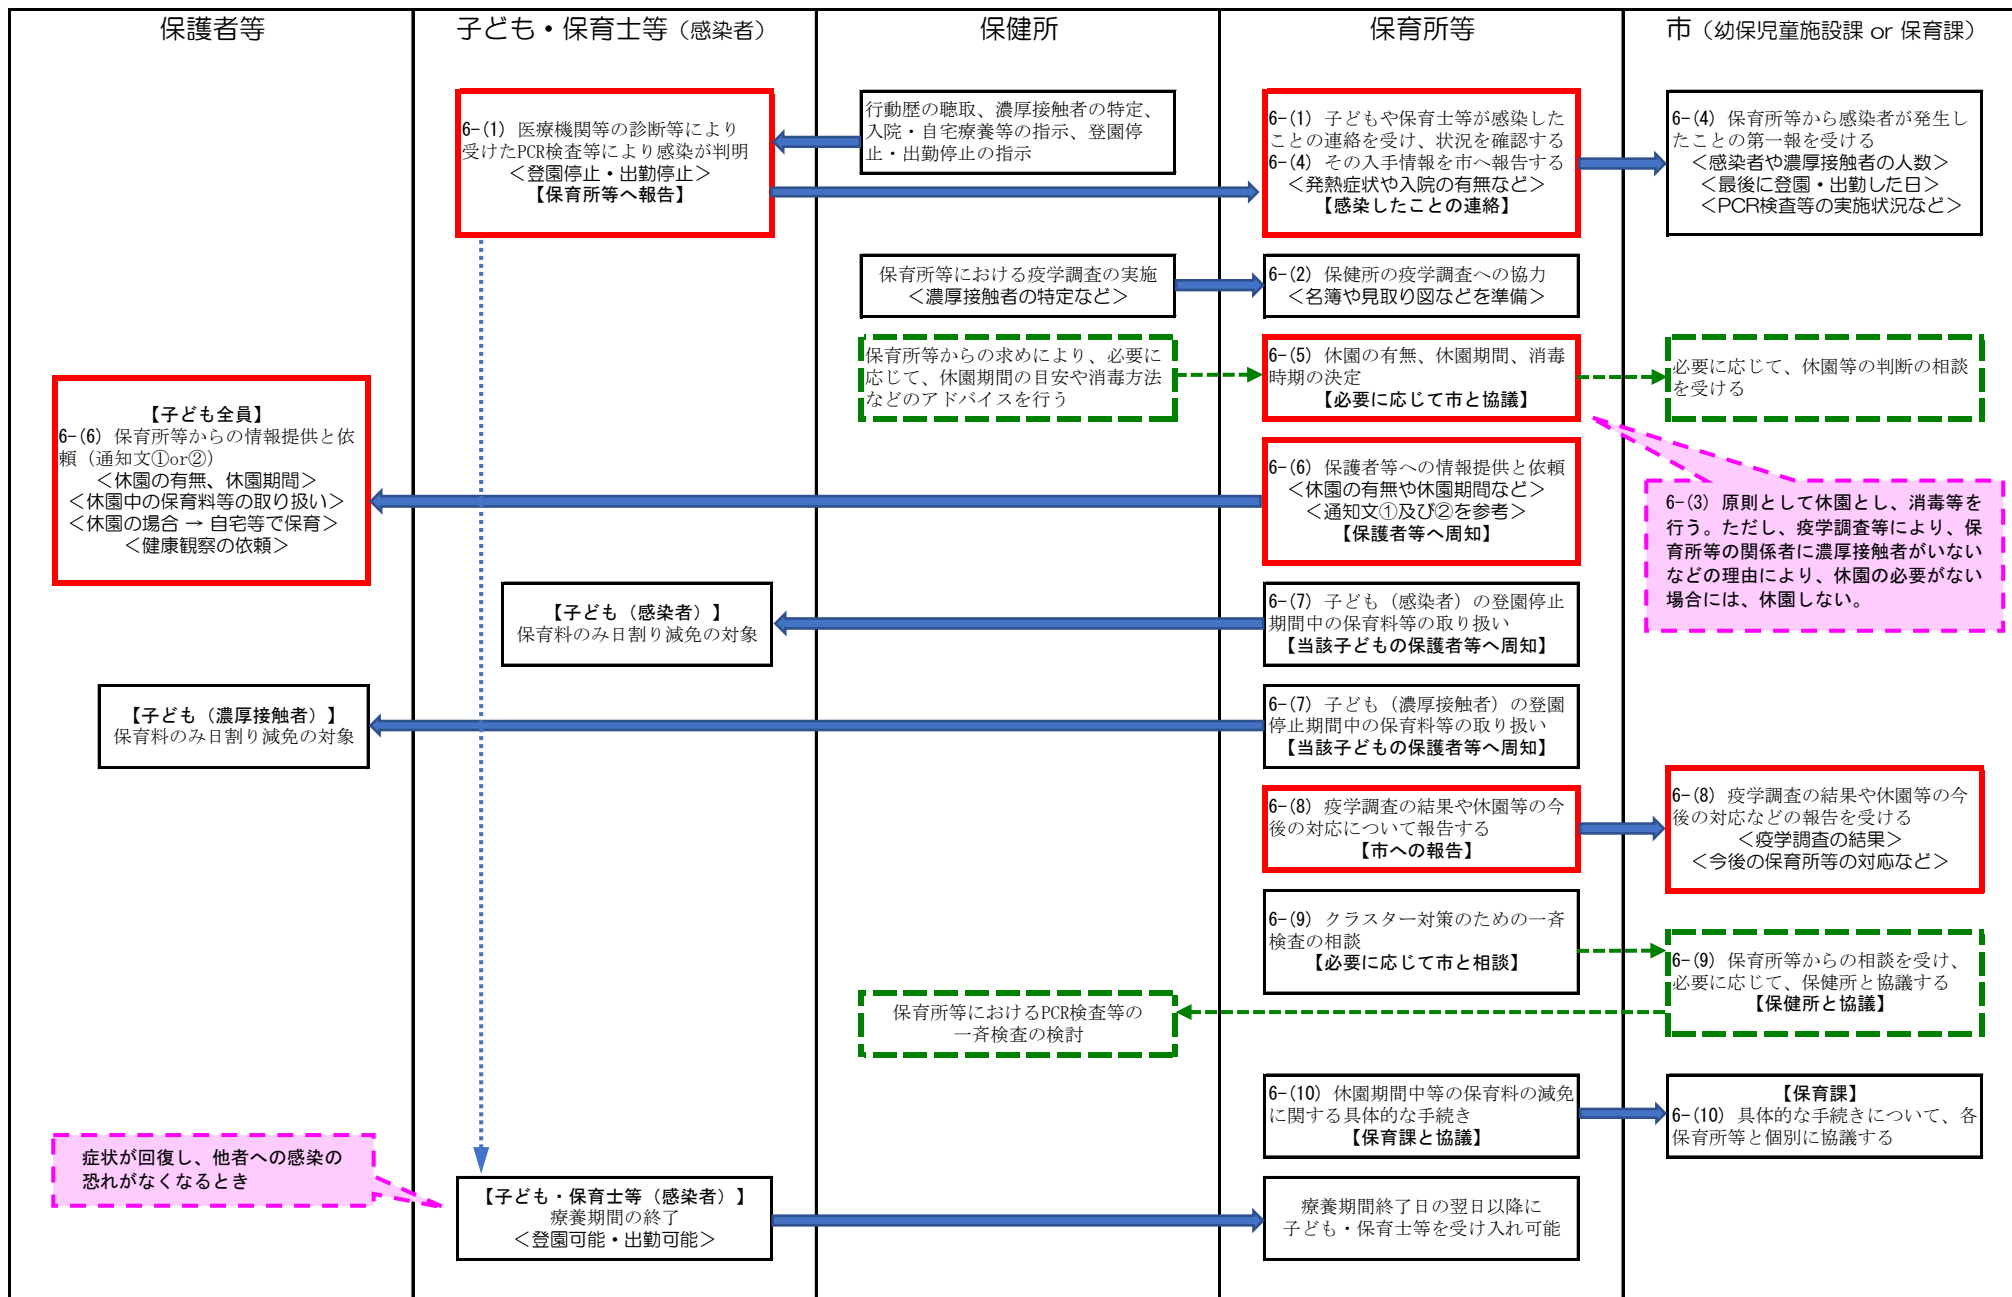 保護者等
子ども・保育士等（感染者）
保健所
保育所等
市（幼保児童施設課 or 保育課）
6-(1) 医療機関等の診断等により
受けたPCR検査等により感染が判明
＜登園停止・出勤停止＞
【保育所等へ報告】
行動歴の聴取、濃厚接触者の特定、
入院・自宅療養等の指示、登園停
止・出勤停止の指示
6-(1) 子どもや保育士等が感染した
ことの連絡を受け、状況を確認する
6-(4) その入手情報を市へ報告する
＜発熱症状や入院の有無など＞
【感染したことの連絡】
6-(4) 保育所等から感染者が発生し
たことの第一報を受ける
＜感染者や濃厚接触者の人数＞
＜最後に登園・出勤した日＞
＜PCR検査等の実施状況など＞
保育所等における疫学調査の実施
＜濃厚接触者の特定など＞
6-(2) 保健所の疫学調査への協力
＜名簿や見取り図などを準備＞
保育所等からの求めにより、必要に
応じて、休園期間の目安や消毒方法
などのアドバイスを行う
6-(5) 休園の有無、休園期間、消毒
時期の決定
【必要に応じて市と協議】
必要に応じて、休園等の判断の相談
を受ける
【子ども全員】
6-(6) 保育所等からの情報提供と依
頼（通知文①or②）
＜休園の有無、休園期間＞
＜休園中の保育料等の取り扱い＞
＜休園の場合 → 自宅等で保育＞
＜健康観察の依頼＞
6-(6) 保護者等への情報提供と依頼
＜休園の有無や休園期間など＞
＜通知文①及び②を参考＞
【保護者等へ周知】
6-(3) 原則として休園とし、消毒等を
行う。ただし、疫学調査等により、保
育所等の関係者に濃厚接触者がいない
などの理由により、休園の必要がない
場合には、休園しない。
【子ども（感染者）】
保育料のみ日割り減免の対象
6-(7) 子ども（感染者）の登園停止
期間中の保育料等の取り扱い
【当該子どもの保護者等へ周知】
【子ども（濃厚接触者）】
保育料のみ日割り減免の対象
6-(7) 子ども（濃厚接触者）の登園
停止期間中の保育料等の取り扱い
【当該子どもの保護者等へ周知】
6-(8) 疫学調査の結果や休園等の今
後の対応について報告する
【市への報告】
6-(8) 疫学調査の結果や休園等の今
後の対応などの報告を受ける
＜疫学調査の結果＞
＜今後の保育所等の対応など＞
6-(9) クラスター対策のための一斉
検査の相談
【必要に応じて市と相談】
6-(9) 保育所等からの相談を受け、
必要に応じて、保健所と協議する
【保健所と協議】
保育所等におけるPCR検査等の
一斉検査の検討
6-(10) 休園期間中等の保育料の減免
に関する具体的な手続き
【保育課と協議】
【保育課】
6-(10) 具体的な手続きについて、各
保育所等と個別に協議する
症状が回復し、他者への感染の
恐れがなくなるとき
【子ども・保育士等（感染者）】
療養期間の終了
＜登園可能・出勤可能＞
療養期間終了日の翌日以降に
子ども・保育士等を受け入れ可能